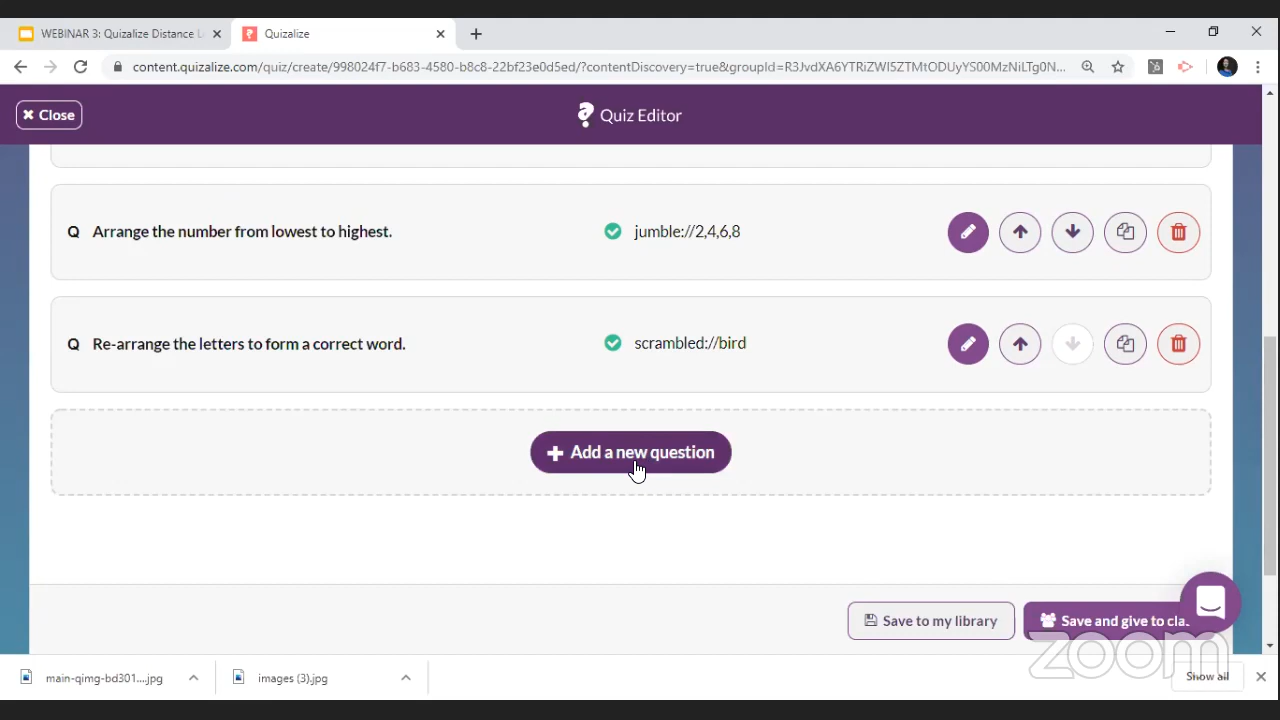 WEBINAR 3: Quizalize Distance L
Quizalize
content.quizalize.com/quiz/create/998024f7-b683-4580-b8c8-22bf23e0d5ed/?contentDiscovery=true&groupId=R3JvdXA6YTRiZWI5ZTMtODUyYS00MzNiLTg0N...
Close
Quiz Editor
Q Arrange the number from lowest to highest. jumble://2,4,6,8
Q Re-arrange the letters to form a correct word. scrambled://bird
+ Add a new question
Save to my library
Save and give to cla
zoom
main-qimg-bd301....jpg
images (3).jpg
Show all